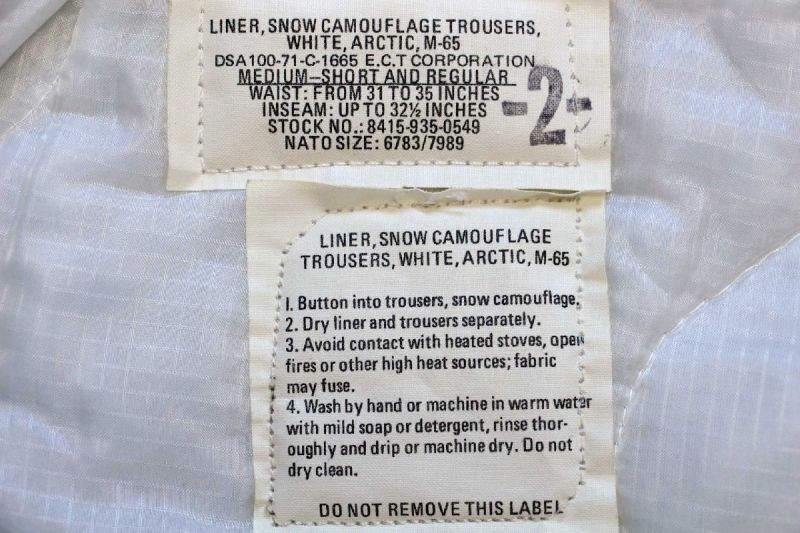 LINER, SNOW CAMOUFLAGE TROUSERS,
WHITE, ARCTIC, M-65
DSA100-71-C-1665 E.C.T CORPORATION
MEDIUM-SHORT AND REGULAR
WAIST: FROM 31 TO 35 INCHES
INSEAM: UP TO 32½ INCHES
STOCK NO.: 8415-935-0549
NATO SIZE: 6783/7989
-2-
LINER, SNOW CAMOUFLAGE
TROUSERS, WHITE, ARCTIC, M-65
1. Button into trousers, snow camouflage.
2. Dry liner and trousers separately.
3. Avoid contact with heated stoves, open
fires or other high heat sources; fabric
may fuse.
4. Wash by hand or machine in warm water
with mild soap or detergent, rinse thor-
oughly and drip or machine dry. Do not
dry clean.
DO NOT REMOVE THIS LABEL